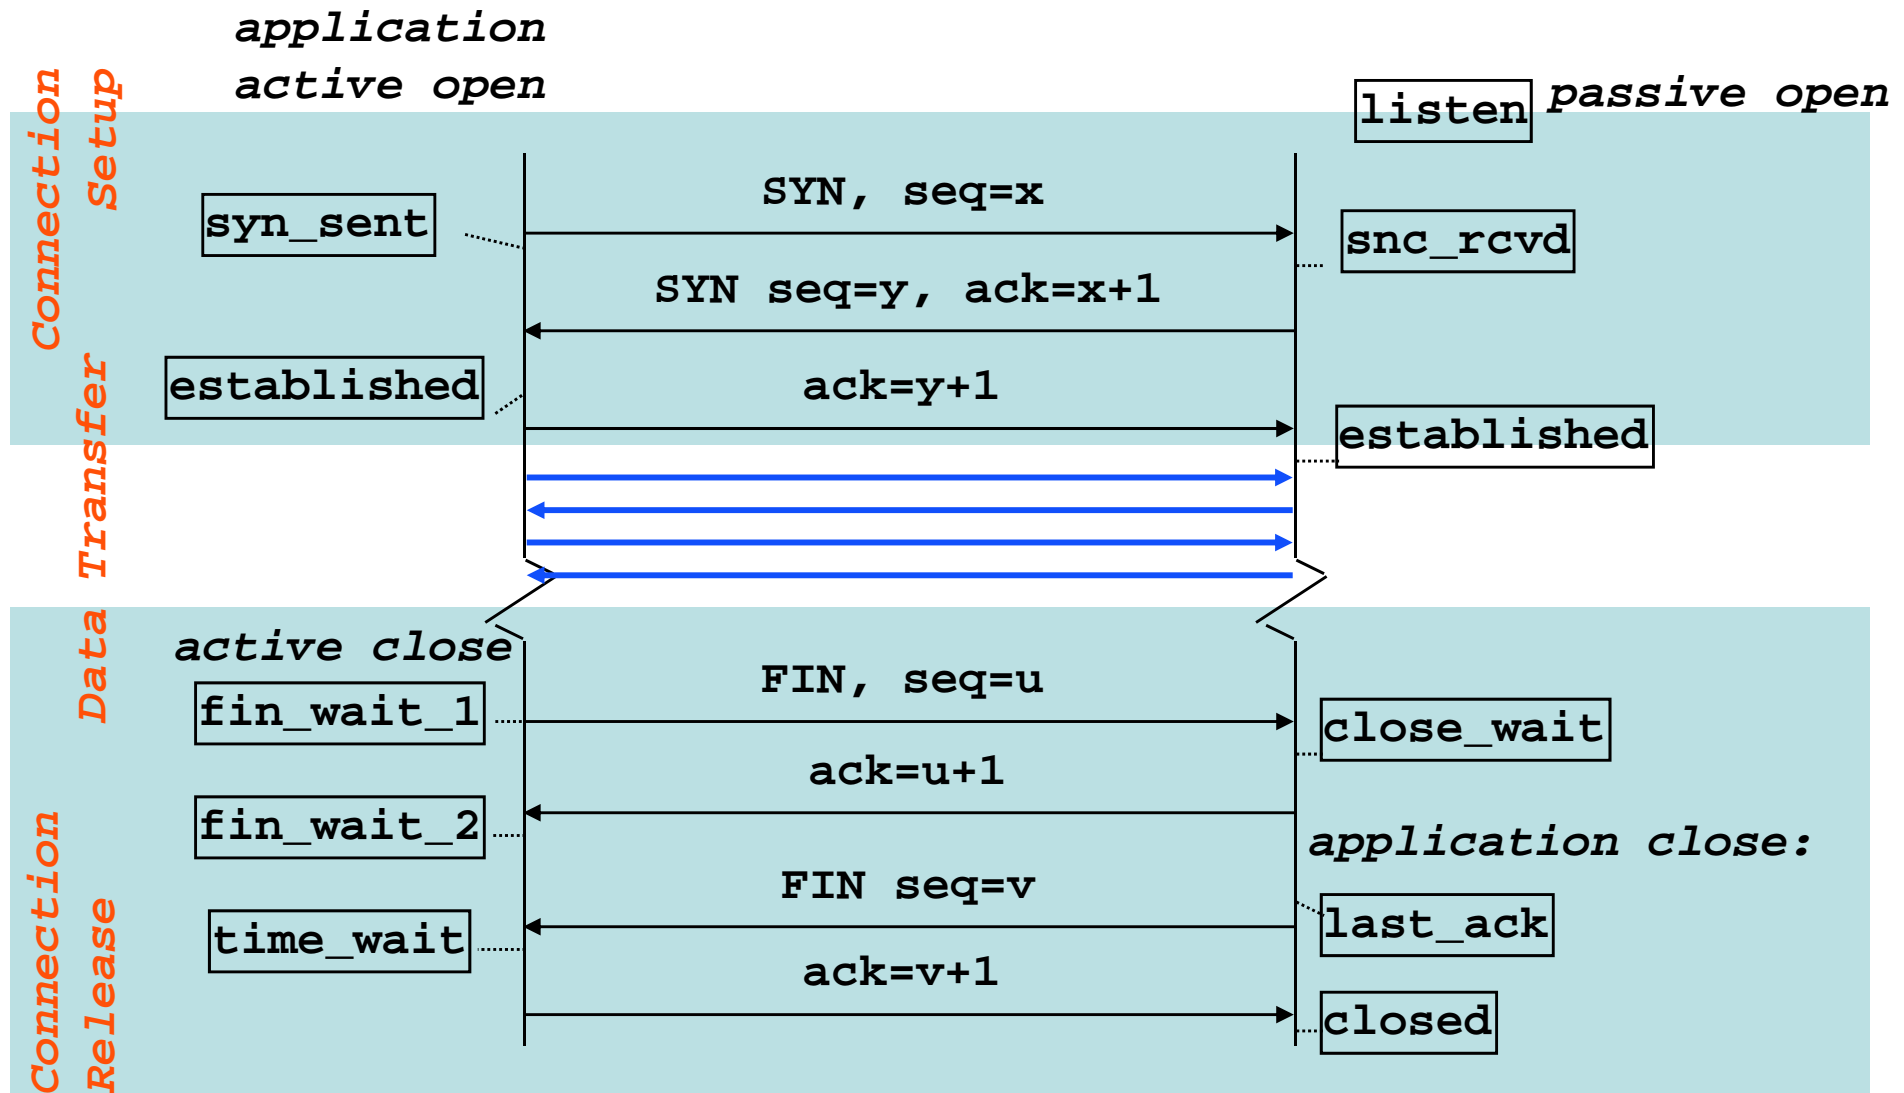 application
active open
listen
passive open
Connection
Setup
SYN, seq=x
syn_sent
snc_rcvd
SYN seq=y, ack=x+1
established
ack=y+1
established
Data Transfer
active close
FIN, seq=u
fin_wait_1
close_wait
ack=u+1
fin_wait_2
application close:
FIN seq=v
last_ack
time_wait
ack=v+1
closed
Connection
Release